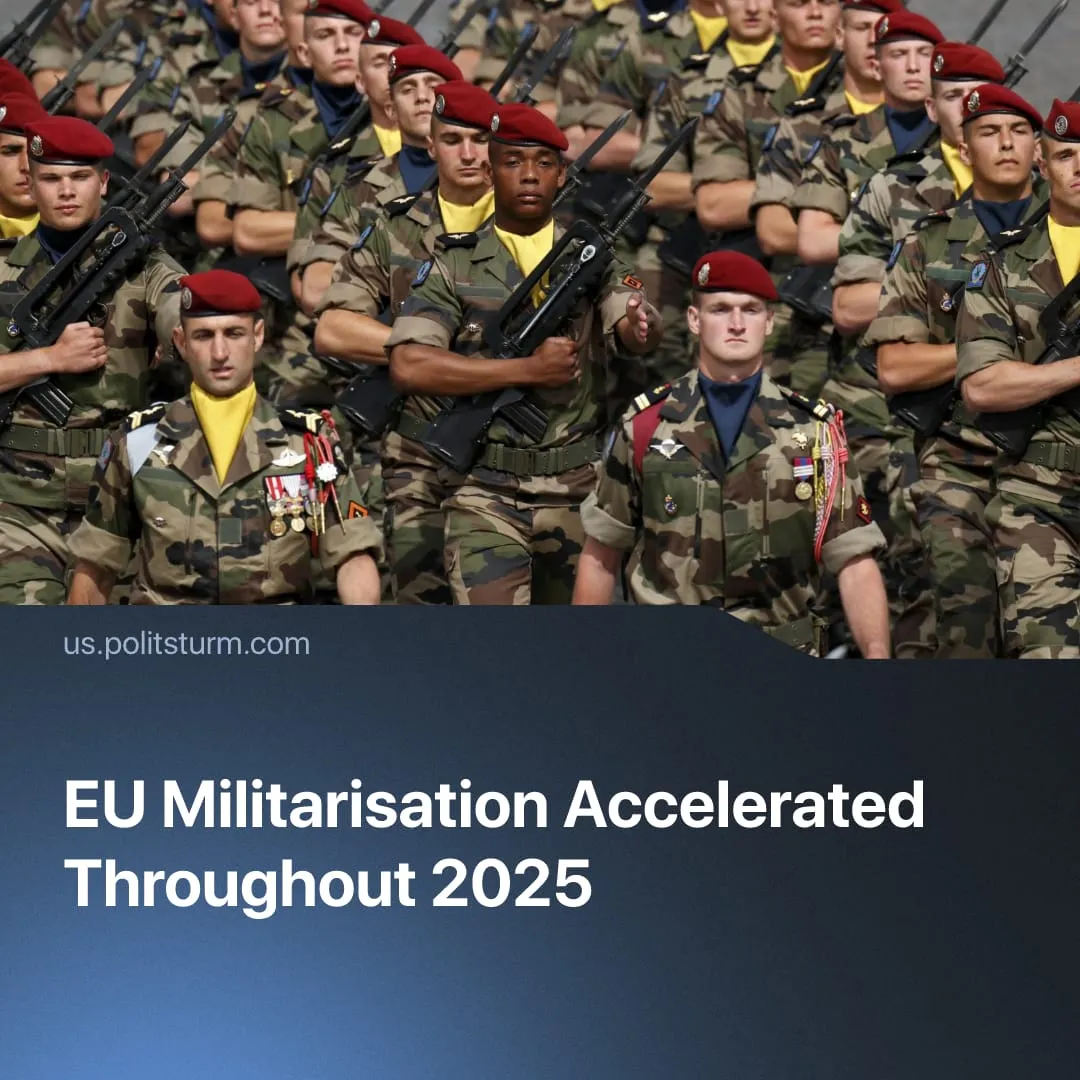 us.politsturm.com
EU Militarisation Accelerated
Throughout 2025